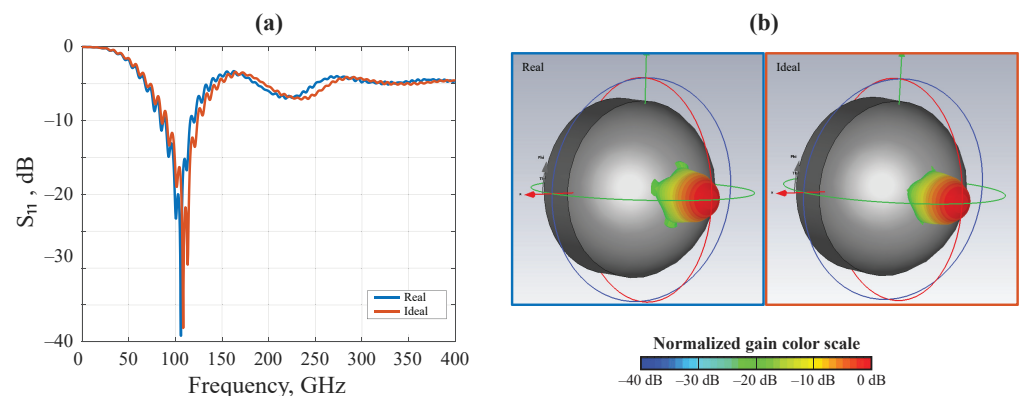 (a)
0
−10
−20
−30
−40
S11 , dB
0 50 100 150 200 250 300 350 400
Frequency, GHz
Real
Ideal
(b)
Real
Ideal
Normalized gain color scale
−40 dB −30 dB −20 dB −10 dB 0 dB